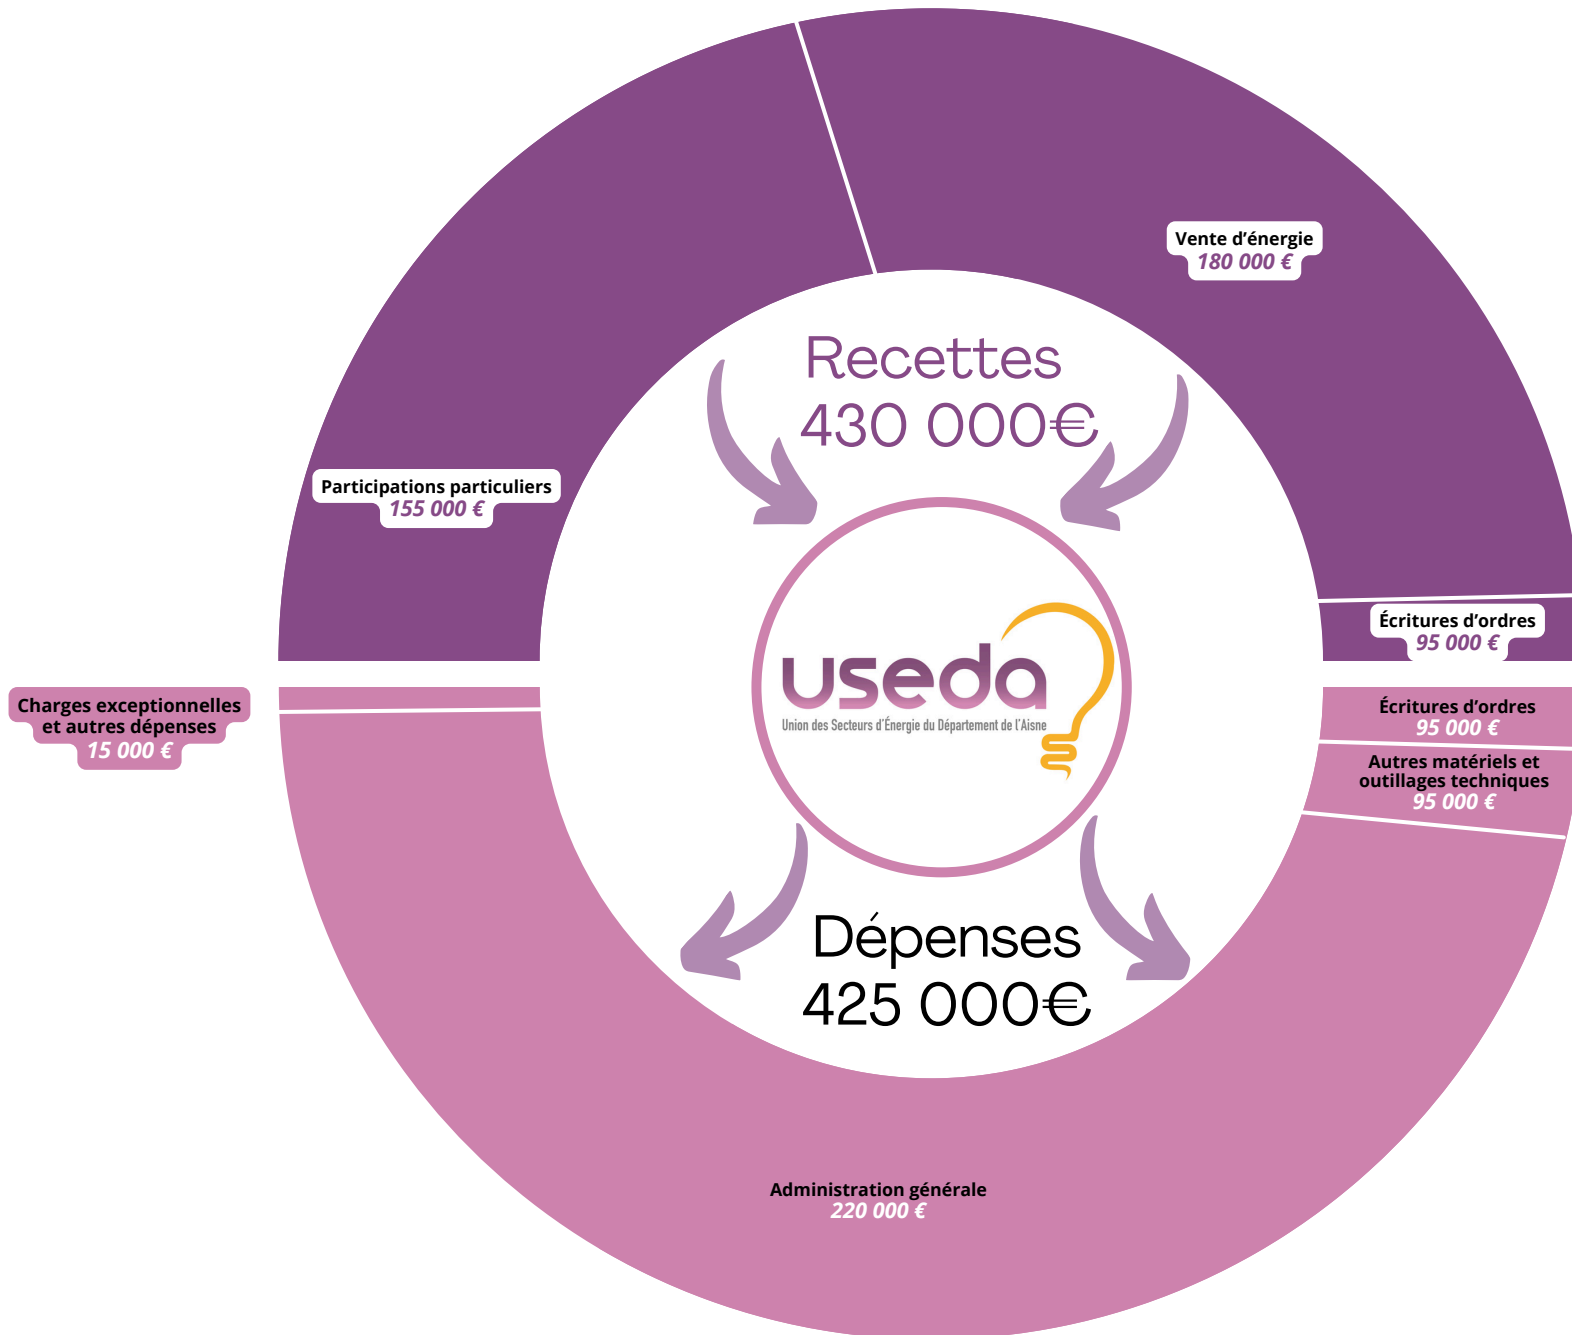 Vente d’énergie
180 000 €
Recettes
430 000€
Participations particuliers
155 000 €
Écritures d’ordres
95 000 €
Charges exceptionnelles
et autres dépenses
15 000 €
useda
Union des Secteurs d’Énergie du Département de l’Aisne
Écritures d’ordres
95 000 €
Autres matériels et
outillages techniques
95 000 €
Dépenses
425 000€
Administration générale
220 000 €